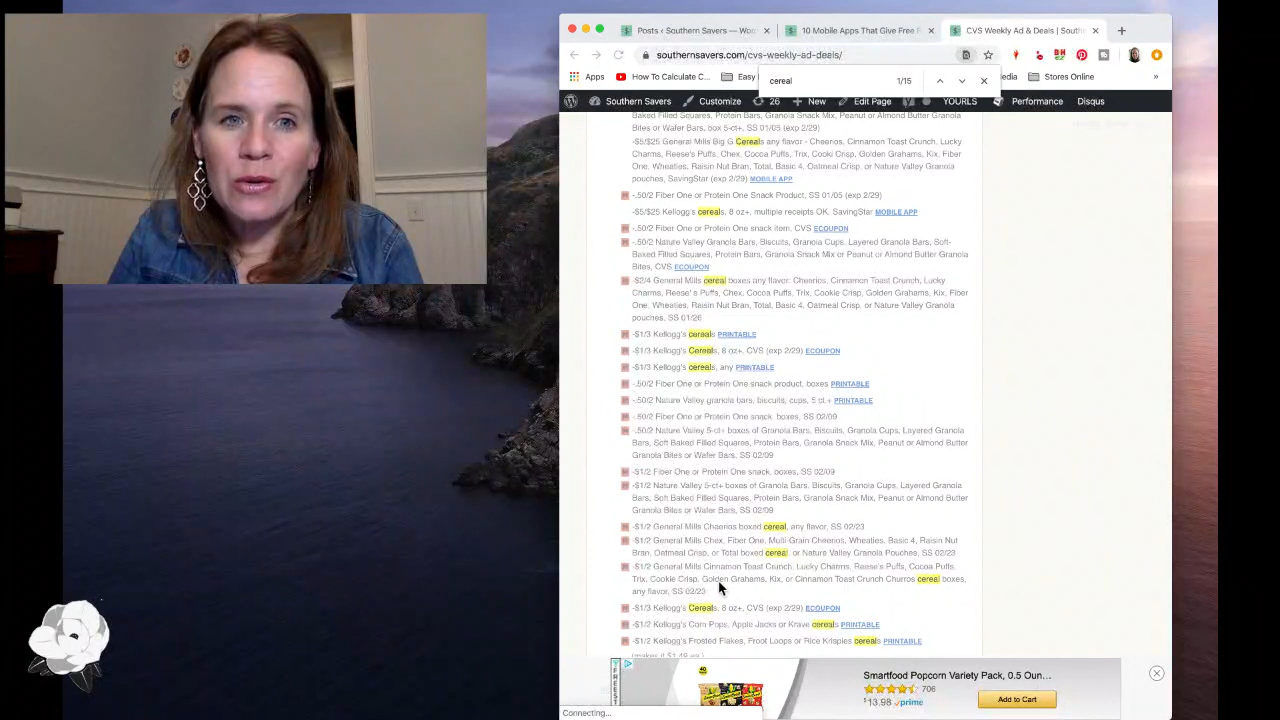 Posts ‹ Southern Savers — Wor
10 Mobile Apps That Give Free
CVS Weekly Ad & Deals | South
southernsavers.com/cvs-weekly-ad-deals/
Apps
How To Calculate C...
Easy
cereal
1/15
Media
Stores Online
»
Southern Savers
Customize
26
New
Edit Page
YOURLS
Performance
Disqus
Baked Filled Squares, Protein Bars, Granola Snack Mix, Peanut or Almond Butter Granola
Bites or Wafer Bars, box 5-ct+, SS 01/05 (exp 2/29)
-$5/$25 General Mills Big G Cereals any flavor - Cheerios, Cinnamon Toast Crunch, Lucky
Charms, Reese's Puffs, Chex, Cocoa Puffs, Trix, Cooki Crisp, Golden Grahams, Kix, Fiber
One, Wheaties, Raisin Nut Bran, Total, Basic 4, Oatmeal Crisp, or Nature Valley Granola
pouches, SavingStar (exp 2/29) MOBILE APP
-.50/2 Fiber One or Protein One Snack Product, SS 01/05 (exp 2/29)
-$5/$25 Kellogg's cereals, 8 oz+, multiple receipts OK, SavingStar MOBILE APP
-.50/2 Fiber One or Protein One snack item, CVS ECOUPON
-.50/2 Nature Valley Granola Bars, Biscuits, Granola Cups, Layered Granola Bars, Soft-
Baked Filled Squares, Protein Bars, Granola Snack Mix or Peanut or Almond Butter Granola
Bites, CVS ECOUPON
-$2/4 General Mills cereal boxes any flavor: Cheerios, Cinnamon Toast Crunch, Lucky
Charms, Reese' s Puffs, Chex, Cocoa Puffs, Trix, Cookie Crisp, Golden Grahams, Kix, Fiber
One, Wheaties, Raisin Nut Bran, Total, Basic 4, Oatmeal Crisp, or Nature Valley Granola
pouches, SS 01/26
-$1/3 Kellogg's cereals PRINTABLE
-$1/3 Kellogg's Cereals, 8 oz+, CVS (exp 2/29) ECOUPON
-$1/3 Kellogg's cereals, any PRINTABLE
-.50/2 Fiber One or Protein One snack product, boxes PRINTABLE
-.50/2 Nature Valley granola bars, biscuits, cups, 5 ct.+ PRINTABLE
-.50/2 Fiber One or Protein One snack, boxes, SS 02/09
-.50/2 Nature Valley 5-ct+ boxes of Granola Bars, Biscuits, Granola Cups, Layered Granola
Bars, Soft Baked Filled Squares, Protein Bars, Granola Snack Mix, Peanut or Almond Butter
Granola Bites or Wafer Bars, SS 02/09
-$1/2 Fiber One or Protein One snack, boxes, SS 02/09
-$1/2 Nature Valley 5-ct+ boxes of Granola Bars, Biscuits, Granola Cups, Layered Granola
Bars, Soft Baked Filled Squares, Protein Bars, Granola Snack Mix, Peanut or Almond Butter
Granola Bites or Wafer Bars, SS 02/09
-$1/2 General Mills Cheerios boxed cereal, any flavor, SS 02/23
-$1/2 General Mills Chex, Fiber One, Multi-Grain Cheerios, Wheaties, Basic 4, Raisin Nut
Bran, Oatmeal Crisp, or Total boxed cereal, or Nature Valley Granola Pouches, SS 02/23
-$1/2 General Mills Cinnamon Toast Crunch, Lucky Charms, Reese's Puffs, Cocoa Puffs,
Trix, Cookie Crisp, Golden Grahams, Kix, or Cinnamon Toast Crunch Churros cereal boxes,
any flavor, SS 02/23
-$1/3 Kellogg's Cereals, 8 oz+, CVS (exp 2/29) ECOUPON
-$1/2 Kellogg's Corn Pops, Apple Jacks or Krave cereals PRINTABLE
-$1/2 Kellogg's Frosted Flakes, Froot Loops or Rice Krispies cereals PRINTABLE
(makes it $1.49 ea.)
Smartfood Popcorn Variety Pack, 0.5 Oun...
706
$13.98 prime
Add to Cart
Connecting...